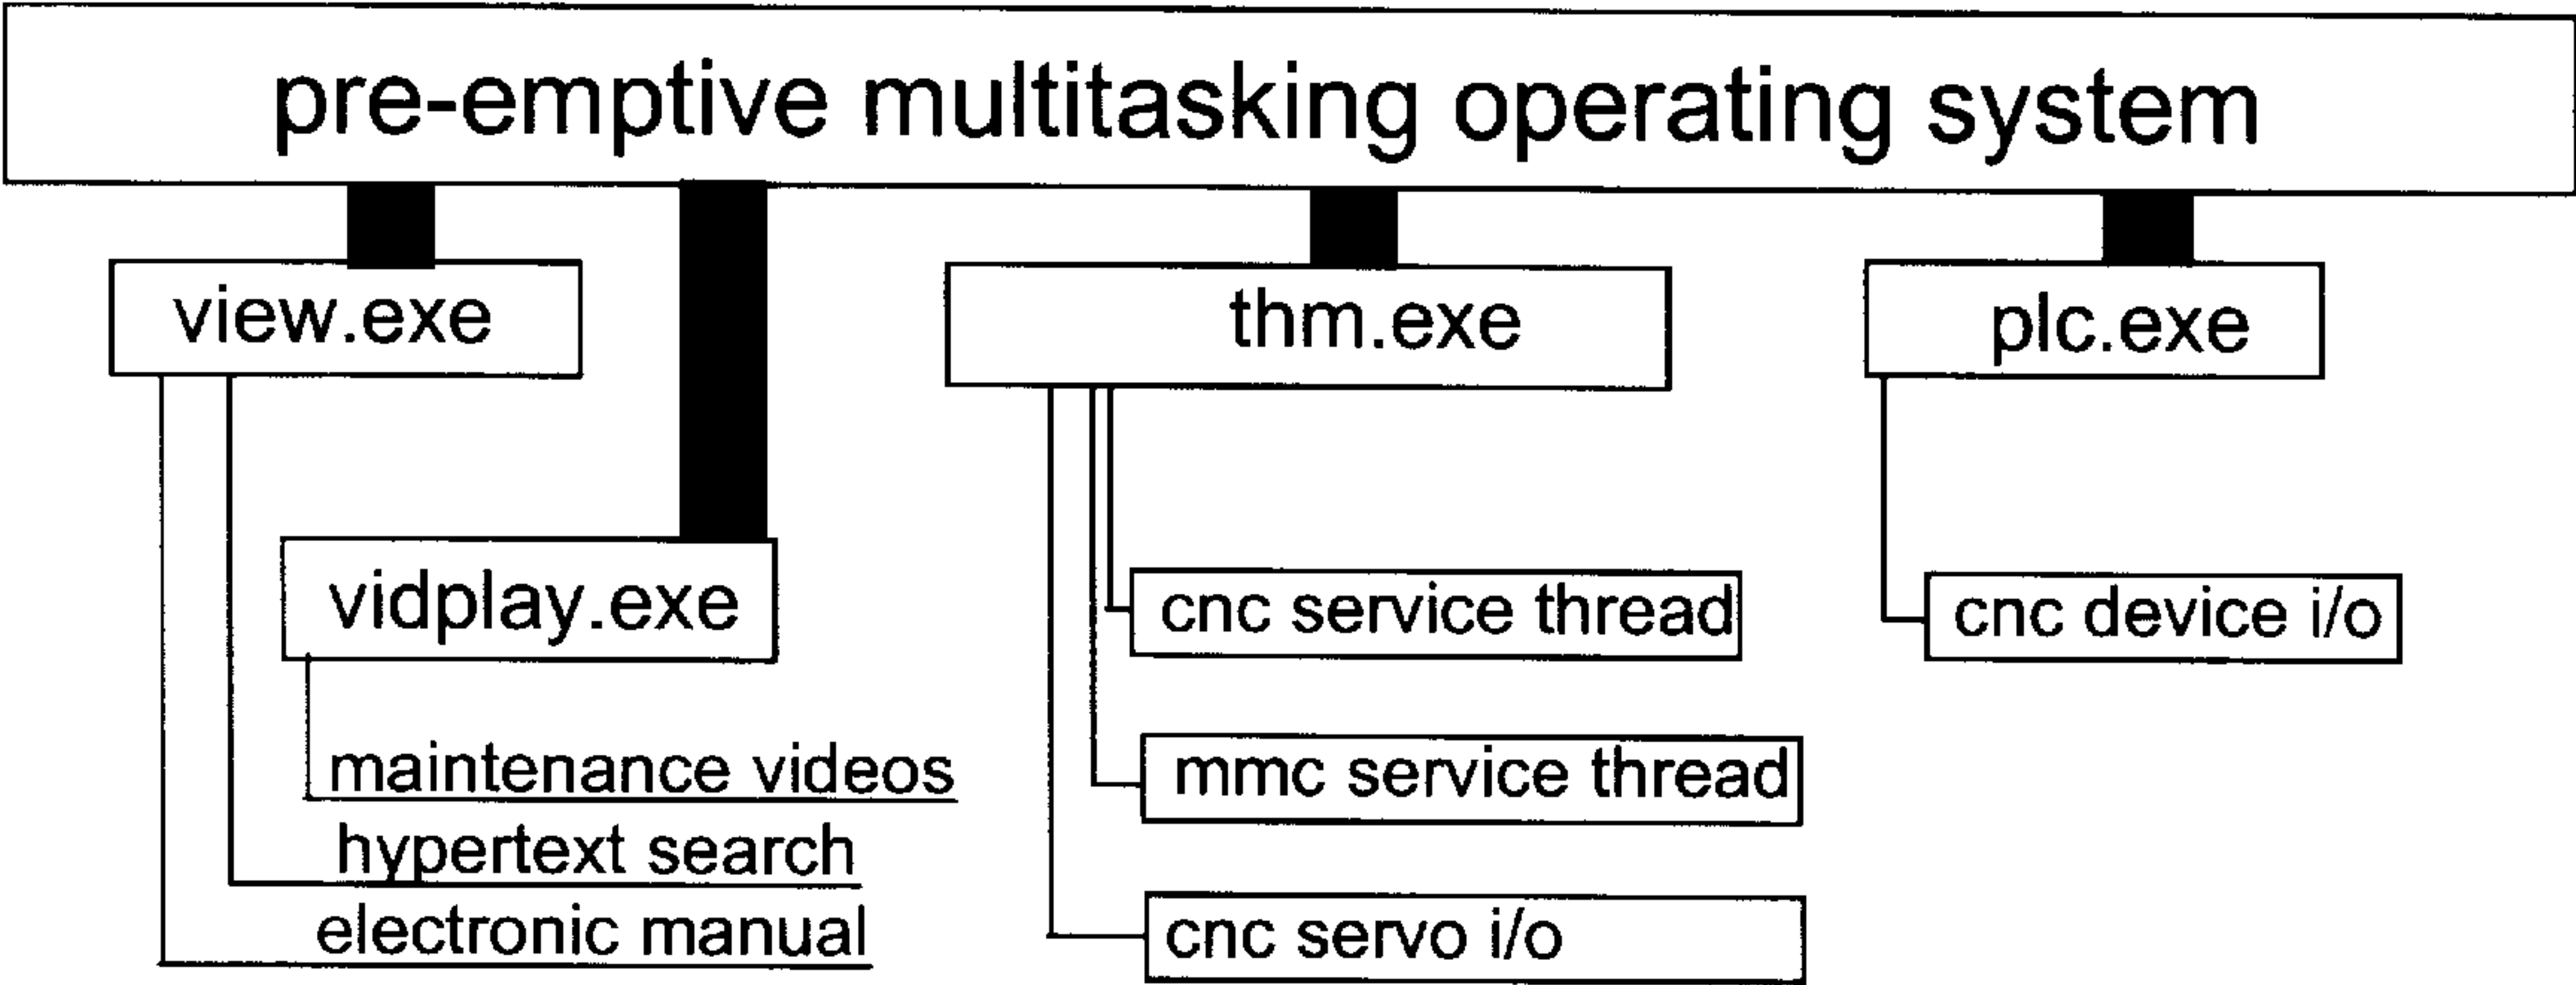 pre-emptive multitasking operating system
view.exe
thm.exe
plc.exe
vidplay.exe
cnc service thread
cnc device i/o
maintenance videos
mmc service thread
hypertext search
electronic manual
cnc servo i/o